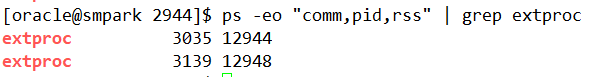 [oracle@smpark 2944]$ ps -eo "comm,pid,rss" | grep extproc
extproc 3035 12944
extproc 3139 12948